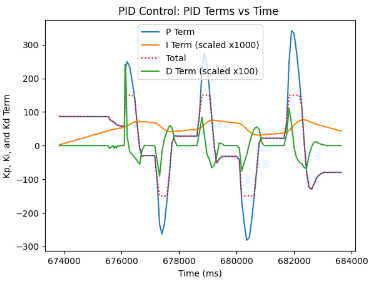 PID Control: PID Terms vs Time
P Term
I Term (scaled x1000)
Total
D Term (scaled x100)
Kp, Ki, and Kd Term
300
200
100
0
−100
−200
−300
674000 676000 678000 680000 682000 684000
Time (ms)